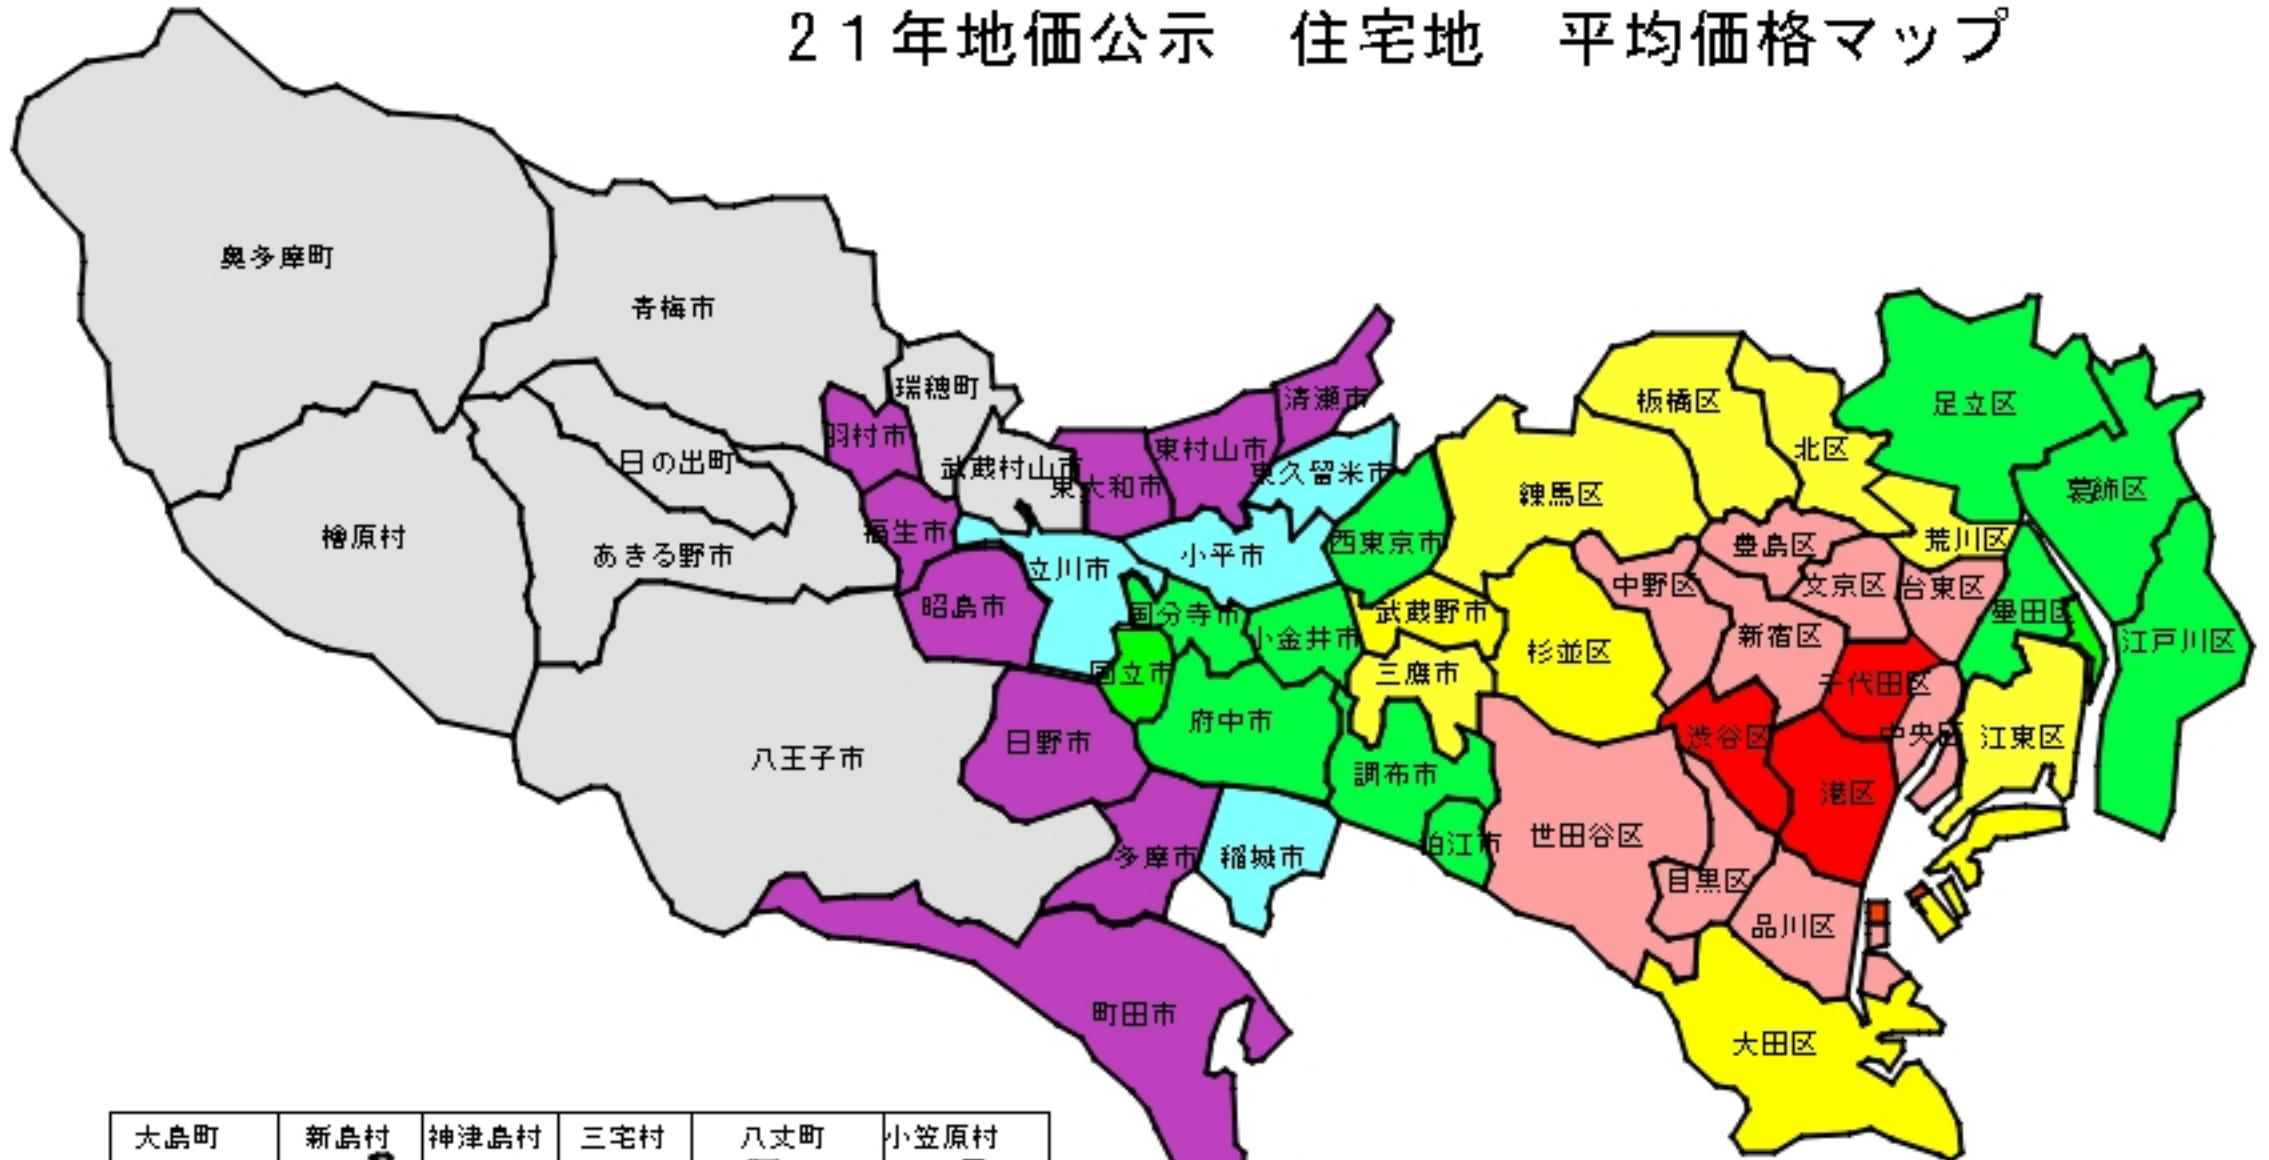 21年地価公示　住宅地　平均価格マップ
奥多摩町
青梅市
瑞穂町
清瀬市
板橋区
足立区
羽村市
日の出町
武蔵村山市
東大和市
東村山市
東久留米市
北区
練馬区
葛飾区
檜原村
あきる野市
福生市
立川市
小平市
西東京市
豊島区
荒川区
昭島市
国分寺市
小金井市
武蔵野市
中野区
文京区
台東区
墨田区
杉並区
新宿区
江戸川区
国立市
三鷹市
千代田区
八王子市
日野市
府中市
調布市
渋谷区
中央区
江東区
港区
多摩市
稲城市
狛江市
世田谷区
目黒区
品川区
町田市
大田区
大島町
新島村
神津島村
三宅村
八丈町
小笠原村